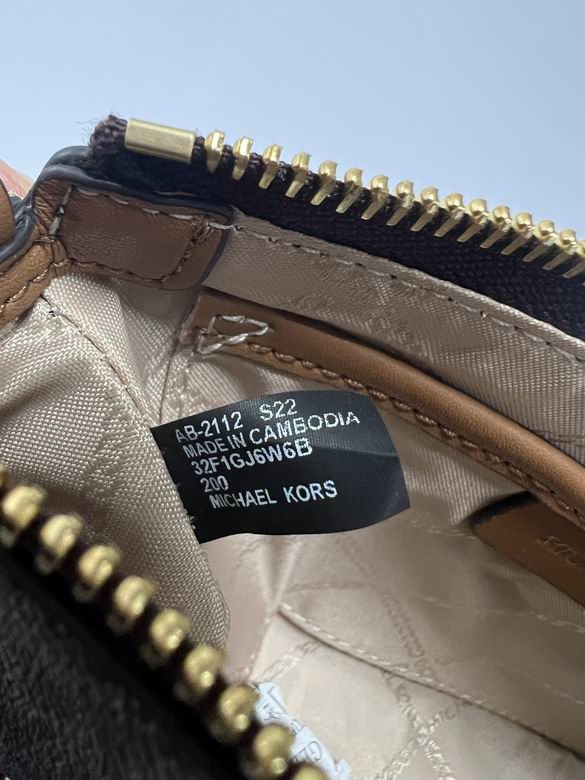 AB-2112 S22
MADE IN CAMBODIA
32F1GJ6W6B
200
MICHAEL KORS